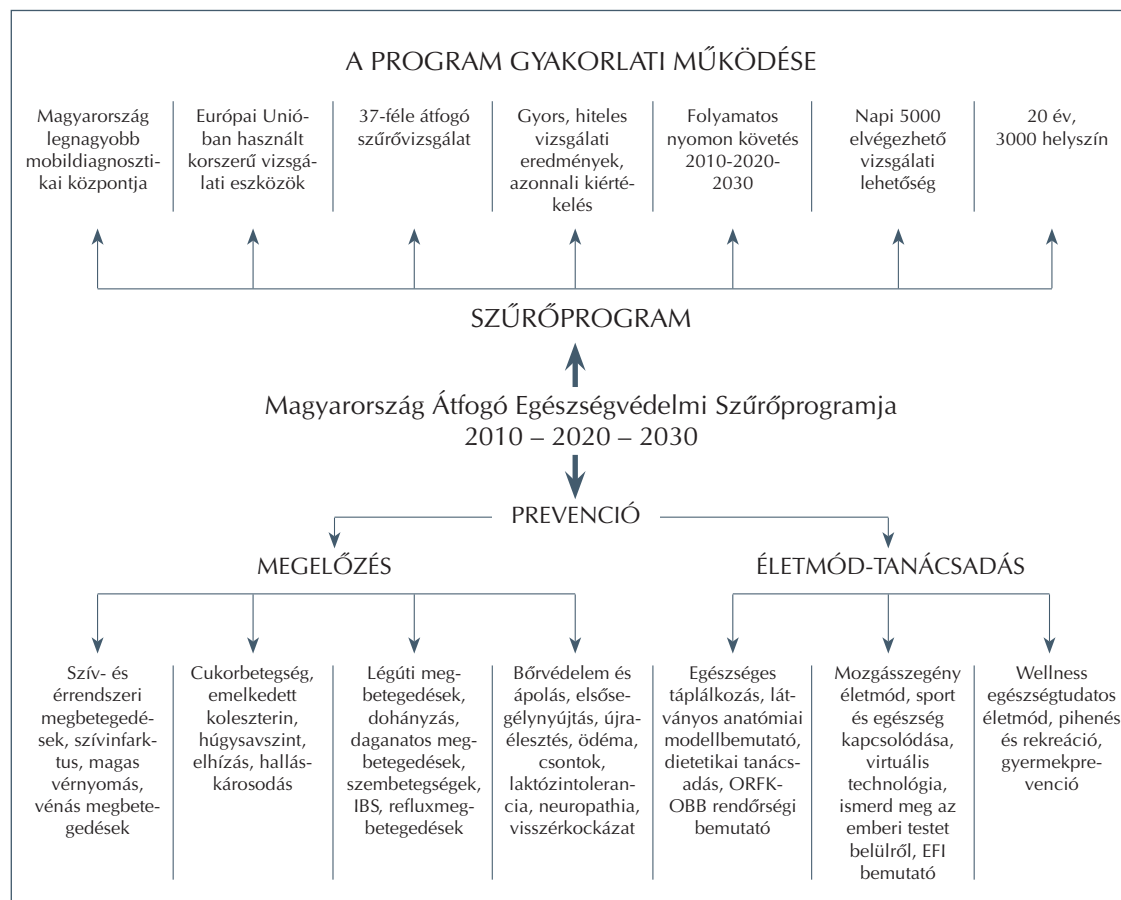 A PROGRAM GYAKORLATI MŰKÖDÉSE
Magyarország
legnagyobb
mobildiagnoszti-
kai központja
Európai Unió-
ban használt
korszerű vizsgá-
lati eszközök
37-féle átfogó
szűrővizsgálat
Gyors, hiteles
vizsgálati
eredmények,
azonnali kiérté-
kelés
Folyamatos
nyomon követés
2010-2020-
2030
Napi 5000
elvégezhető
vizsgálati
lehetőség
20 év,
3000 helyszín
SZŰRŐPROGRAM
Magyarország Átfogó Egészségvédelmi Szűrőprogramja
2010 – 2020 – 2030
PREVENCIÓ
MEGELŐZÉS
ÉLETMÓD-TANÁCSADÁS
Szív- és
érrendszeri
megbetegedé-
sek, szívinfark-
tus, magas
vérnyomás,
vénás megbete-
gedések
Cukorbetegség,
emelkedett
koleszterin,
húgysavszint,
elhízás, hallás-
károsodás
Légúti meg-
betegedések,
dohányzás,
daganatos meg-
betegedések,
szembetegségek,
IBS, refluxmeg-
betegedések
Bőrvédelem és
ápolás, elsőse-
gélynyújtás, újra-
élesztés, ödéma,
csontok,
laktózintoleran-
cia, neuropathia,
visszérkockázat
Egészséges
táplálkozás, lát-
ványos anatómiai
modellbemutató,
dietetikai tanács-
adás, ORFK-
OBB rendőrségi
bemutató
Mozgásszegény
életmód, sport
és egészség
kapcsolódása,
virtuális
technológia,
ismerd meg az
emberi testet
belülről, EFI
bemutató
Wellness
egészségtudatos
életmód, pihenés
és rekreáció,
gyermekpre-
venció